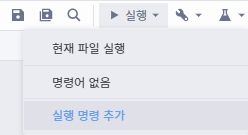 실행
현재 파일 실행
명령어 없음
실행 명령 추가